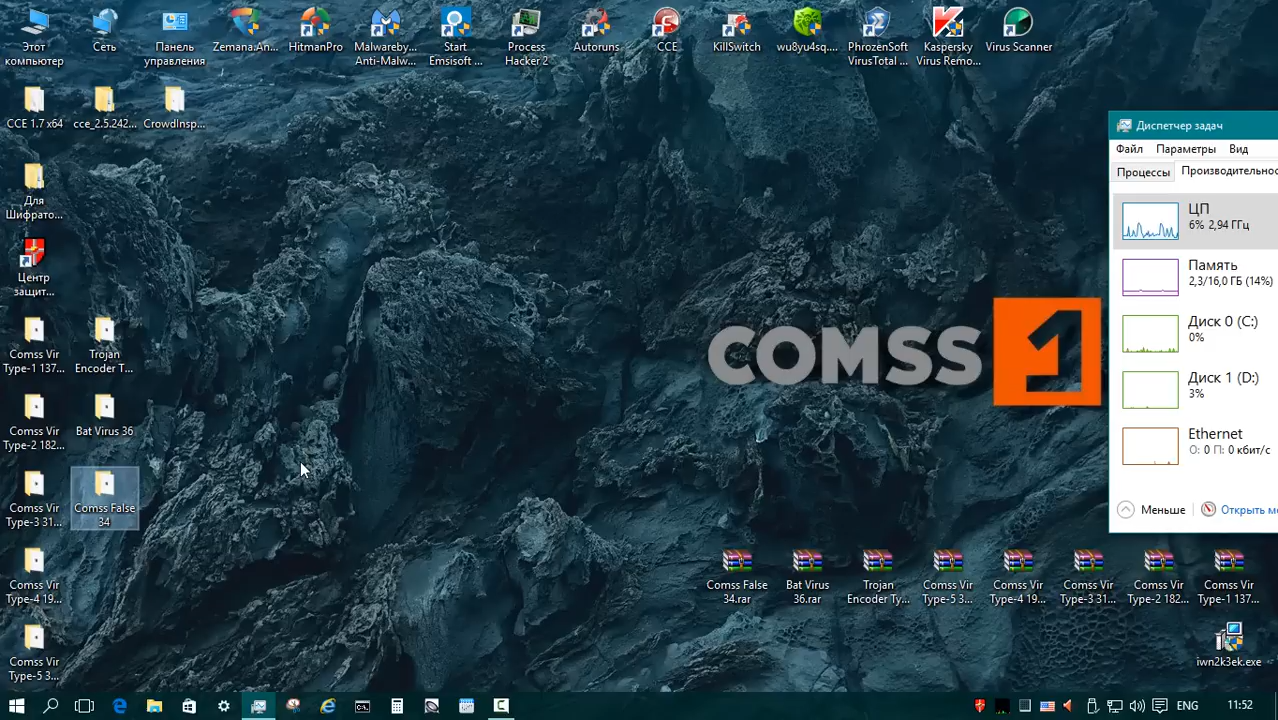 Этот
компьютер
Сеть
Панель
управления
Zemana.An...
HitmanPro
Malwareby...
Anti-Malw...
Start
Emsisoft ...
Process
Hacker 2
Autoruns
CCE
KillSwitch
wu8yu4sq....
PhrozenSoft
VirusTotal ...
Kaspersky
Virus Remo...
Virus Scanner
CCE 1.7 x64
cce_2.5.242...
CrowdInsp...
Для
Шифрато...
Центр
защит...
Comss Vir
Type-1 137...
Trojan
Encoder T...
Comss Vir
Type-2 182...
Bat Virus 36
Comss Vir
Type-3 31...
Comss False
34
Comss Vir
Type-4 19...
Comss Vir
Type-5 3...
COMSS 1
Диспетчер задач
Файл Параметры Вид
Процессы Производительнос
ЦП
6% 2,94 ГГц
Память
2,3/16,0 ГБ (14%)
Диск 0 (C:)
0%
Диск 1 (D:)
3%
Ethernet
О: 0 П: 0 кбит/с
Меньше Открыть мо
Comss False
34.rar
Bat Virus
36.rar
Trojan
Encoder Ty...
Comss Vir
Type-5 3...
Comss Vir
Type-4 19...
Comss Vir
Type-3 31...
Comss Vir
Type-2 182...
Comss Vir
Type-1 137...
iwn2k3ek.exe
ENG 11:52